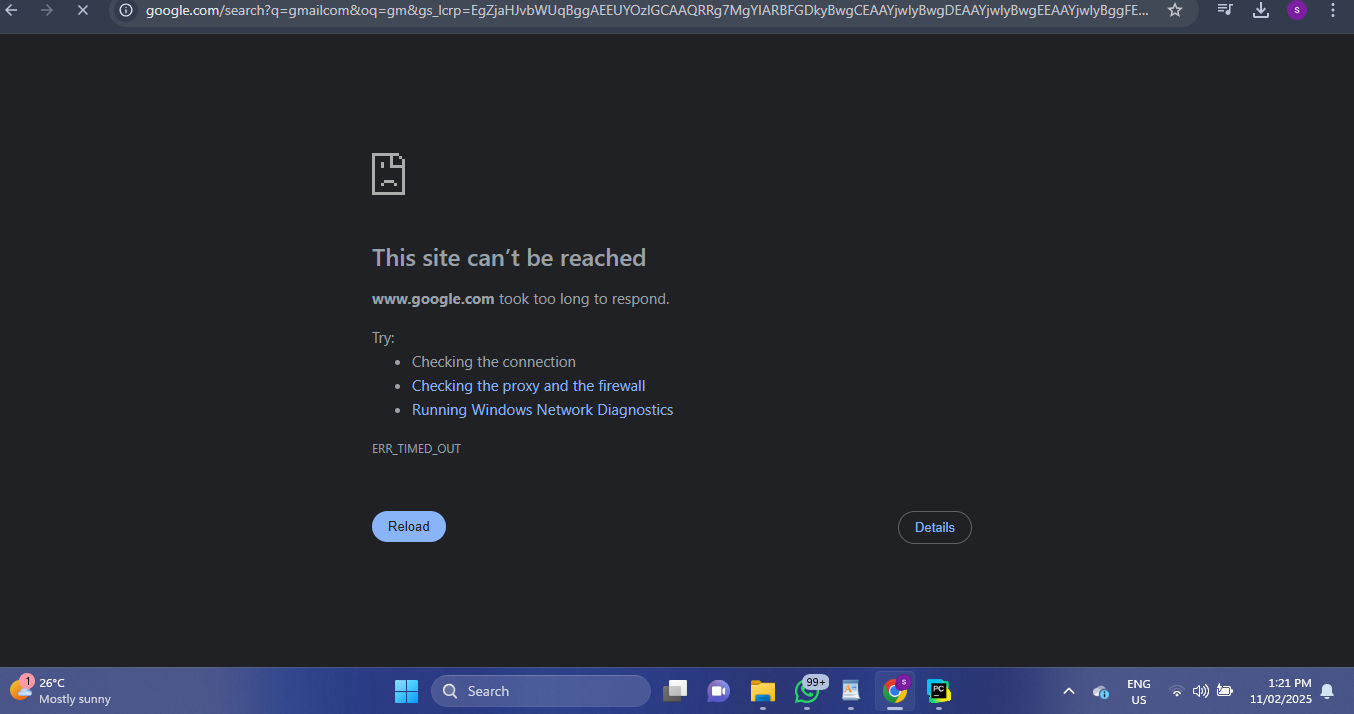 google.com/search?q=gmailcom&oq=gm&gs_lcrp=EgZjaHJvbWUqBggAEEUYOzIGCAAQRRg7MgYIARBFGDkyBwgCEAAYjwIyBwgDEAAYjwIyBwgEEAAYjwIyBggFE...
s
This site can't be reached
www.google.com took too long to respond.
Try:
Checking the connection
Checking the proxy and the firewall
Running Windows Network Diagnostics
ERR_TIMED_OUT
Reload
Details
1
26°C
Mostly sunny
Search
99+
s
PC
ENG
US
1:21 PM
11/02/2025